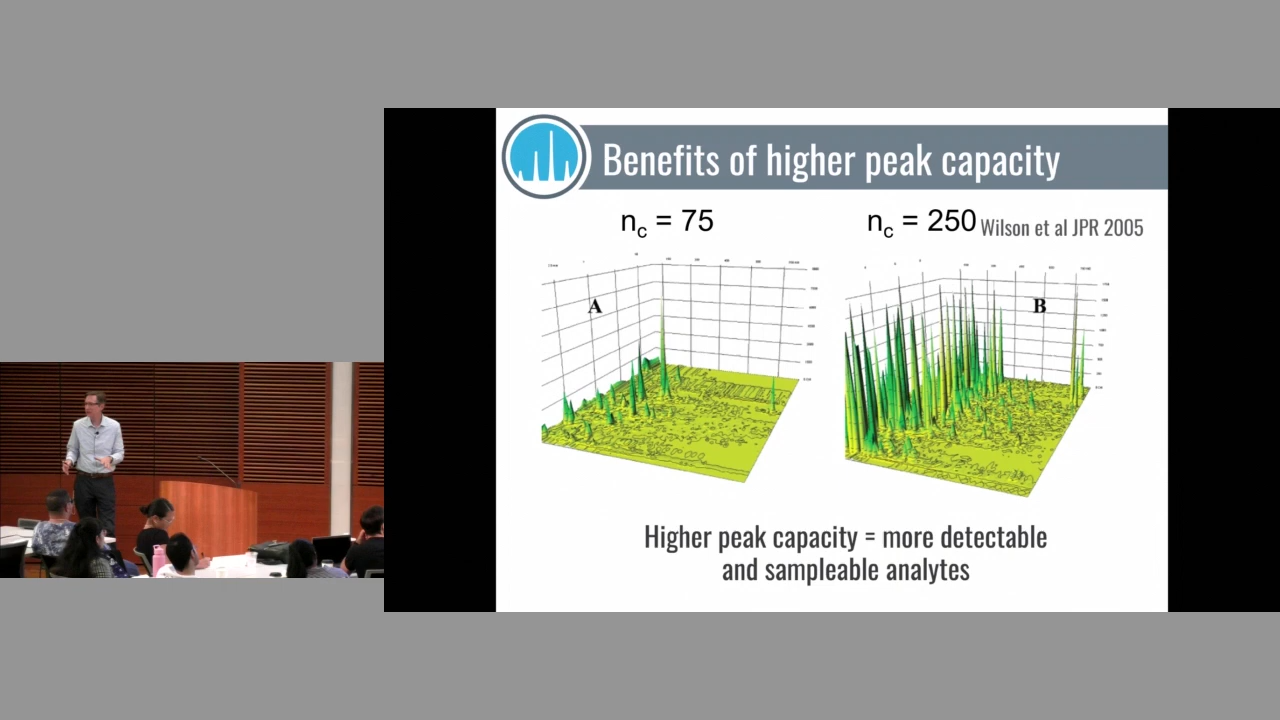 Benefits of higher peak capacity
nc = 75
nc = 250 Wilson et al JPR 2005
A
B
Higher peak capacity = more detectable
and sampleable analytes